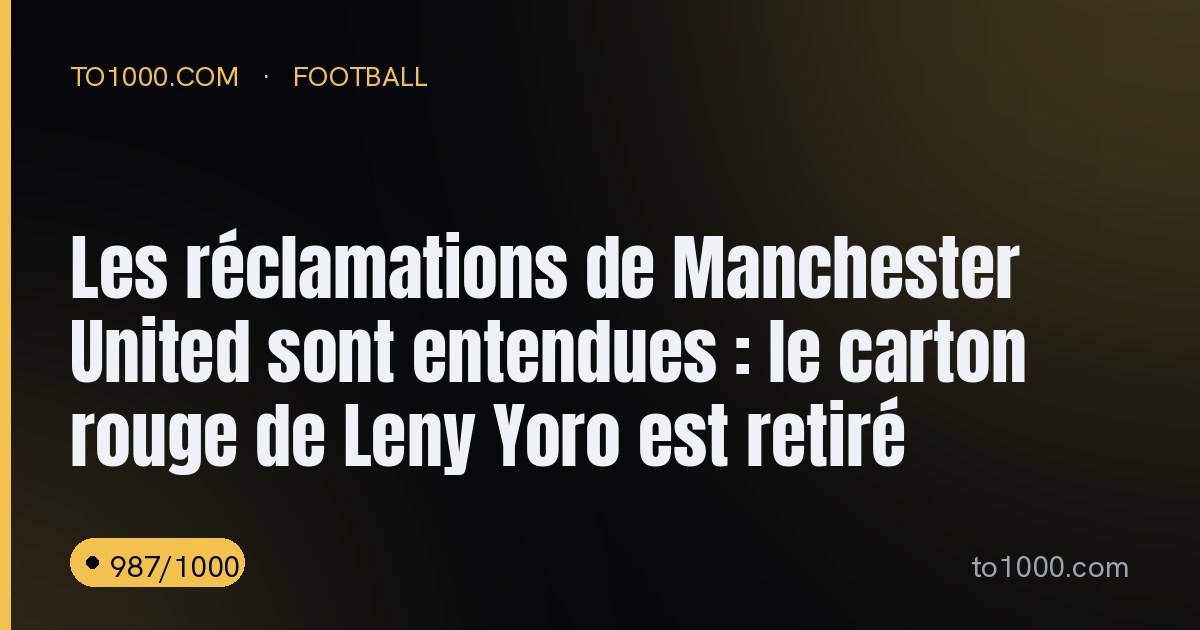 TO1000.COM · FOOTBALL
Les réclamations de Manchester
United sont entendues : le carton
rouge de Leny Yoro est retiré
987/1000
to1000.com